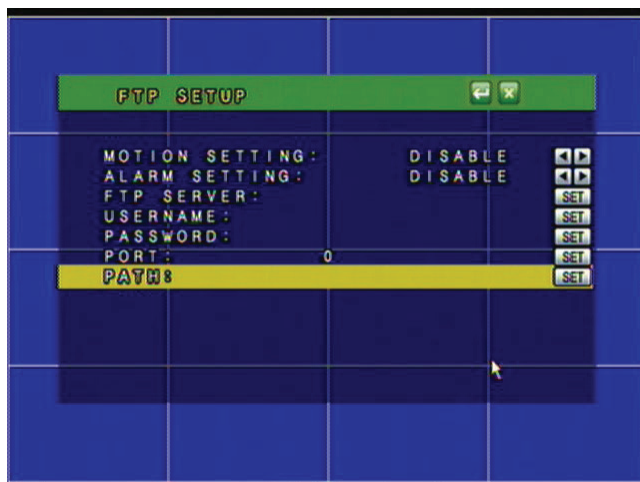 FTP SETUP
MOTION SETTING: DISABLE
ALARM SETTING: DISABLE
FTP SERVER: SET
USERNAME: SET
PASSWORD: SET
PORT: 0 SET
PATH: SET